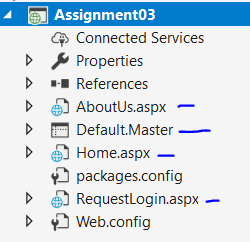 Assignment03
Connected Services
Properties
References
AboutUs.aspx
Default.Master
Home.aspx
packages.config
RequestLogin.aspx
Web.config